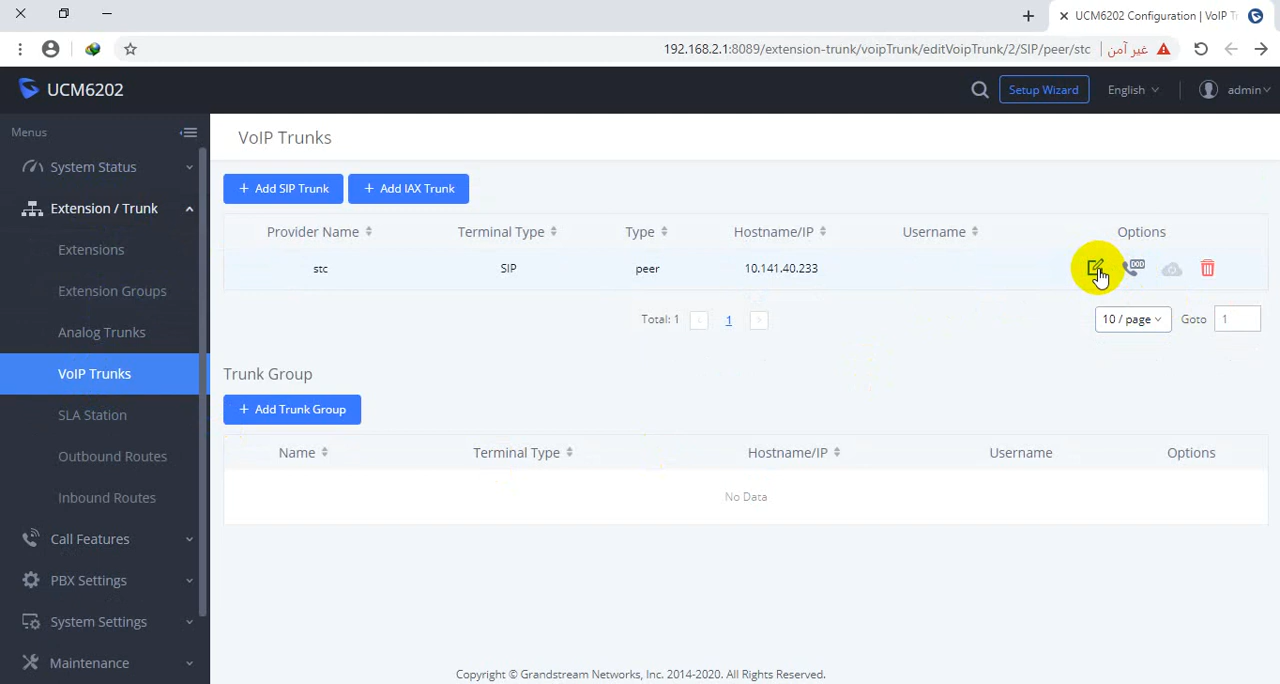 UCM6202 Configuration | VoIP
192.168.2.1:8089/extension-trunk/voipTrunk/editVoipTrunk/2/SIP/peer/stc
غير آمن
UCM6202
Setup Wizard
English
admin
Menus
System Status
Extension / Trunk
Extensions
Extension Groups
Analog Trunks
VoIP Trunks
SLA Station
Outbound Routes
Inbound Routes
Call Features
PBX Settings
System Settings
Maintenance
VoIP Trunks
+ Add SIP Trunk
+ Add IAX Trunk
Provider Name Terminal Type Type Hostname/IP Username Options
stc SIP peer 10.141.40.233
DOD
Total: 1 < 1 > 10 / page Goto 1
Trunk Group
+ Add Trunk Group
Name Terminal Type Hostname/IP Username Options
No Data
Copyright © Grandstream Networks, Inc. 2014-2020. All Rights Reserved.